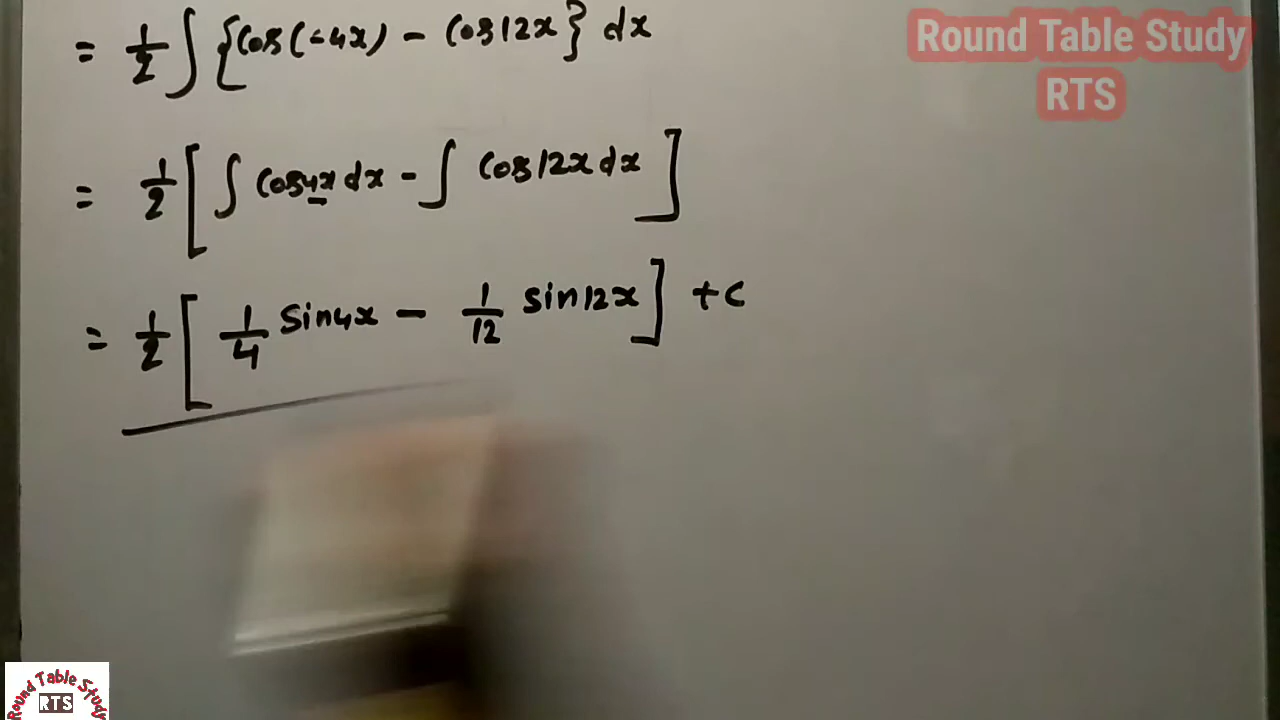 = 1/2 ∫ {cos(-4x) - cos12x} dx
Round Table Study
RTS
= 1/2 [∫ cos4x dx - ∫ cos12x dx]
= 1/2 [1/4 sin4x - 1/12 sin12x] + c
Round Table Study
RTS